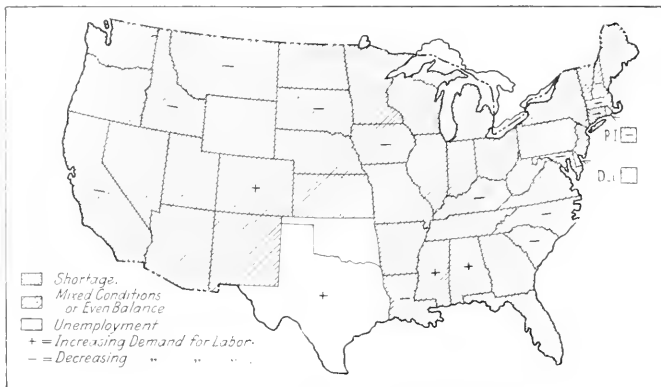 R.I. −
D.C.
Shortage.
Mixed Conditions
or Even Balance
Unemployment
+ = Increasing Demand for Labor.
− = Decreasing " " "